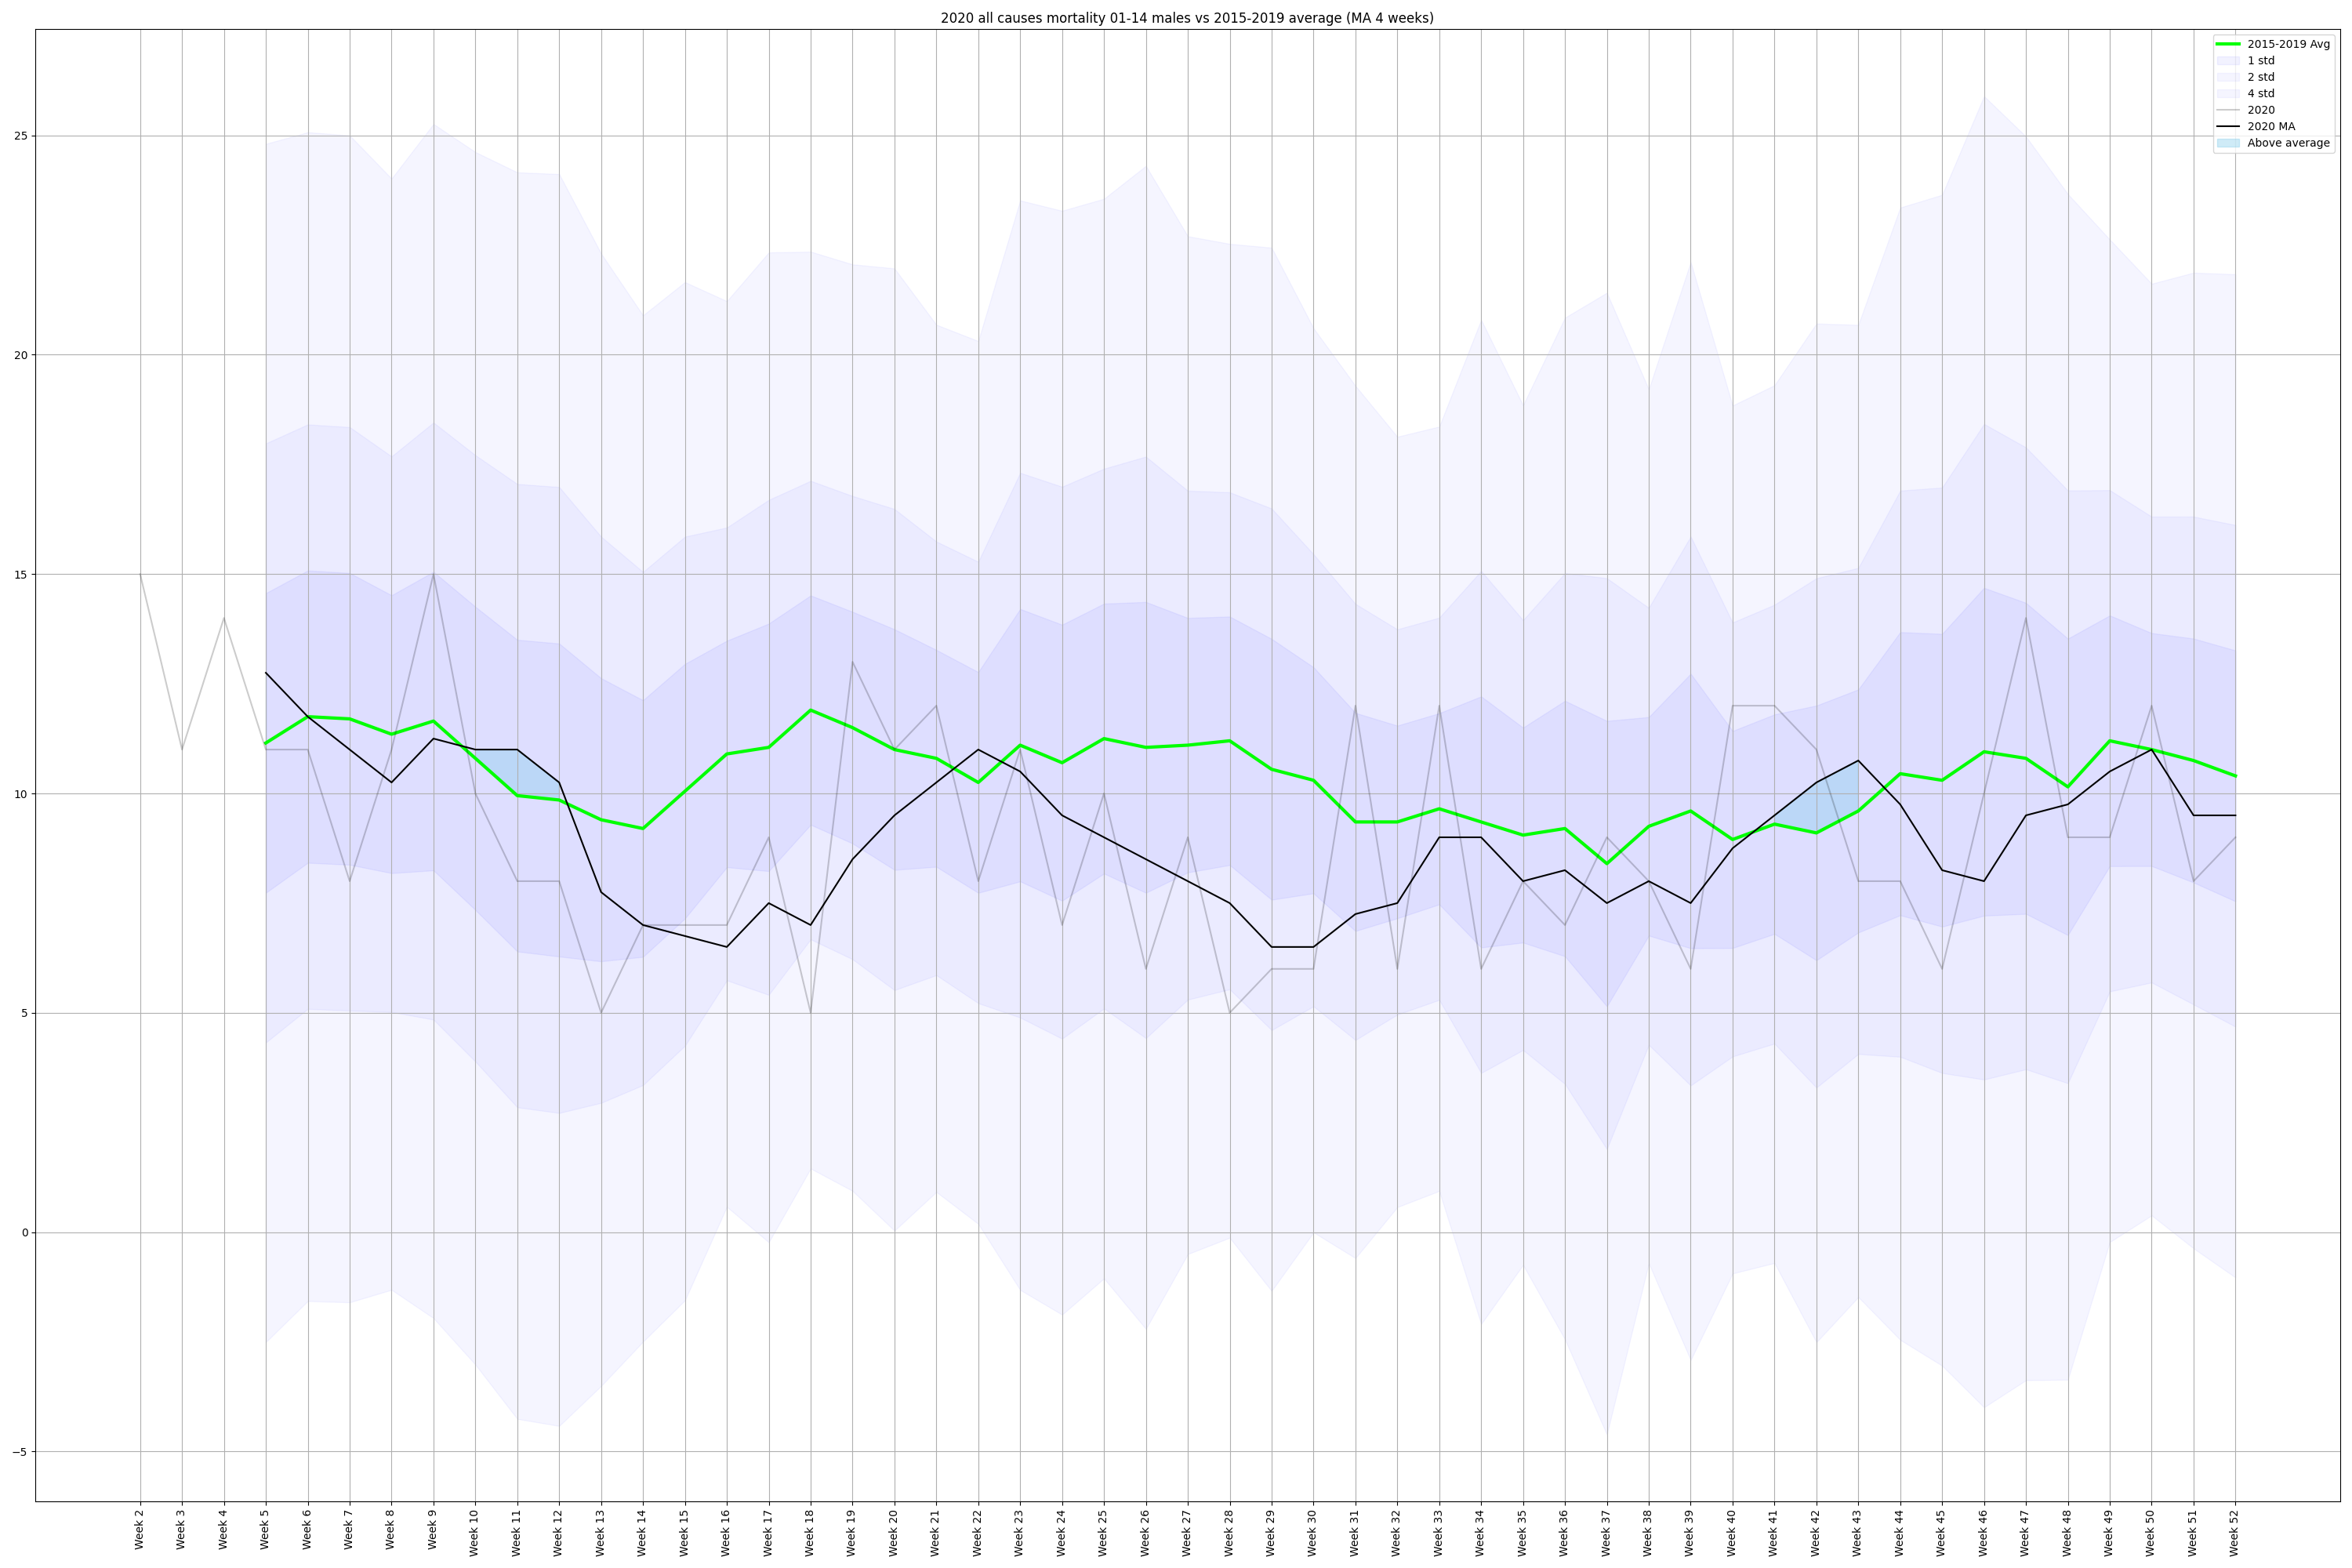 2020 all causes mortality 01-14 males vs 2015-2019 average (MA 4 weeks)
2015-2019 Avg
1 std
2 std
4 std
2020
2020 MA
Above average
25
20
15
10
5
0
−5
Week 2
Week 3
Week 4
Week 5
Week 6
Week 7
Week 8
Week 9
Week 10
Week 11
Week 12
Week 13
Week 14
Week 15
Week 16
Week 17
Week 18
Week 19
Week 20
Week 21
Week 22
Week 23
Week 24
Week 25
Week 26
Week 27
Week 28
Week 29
Week 30
Week 31
Week 32
Week 33
Week 34
Week 35
Week 36
Week 37
Week 38
Week 39
Week 40
Week 41
Week 42
Week 43
Week 44
Week 45
Week 46
Week 47
Week 48
Week 49
Week 50
Week 51
Week 52